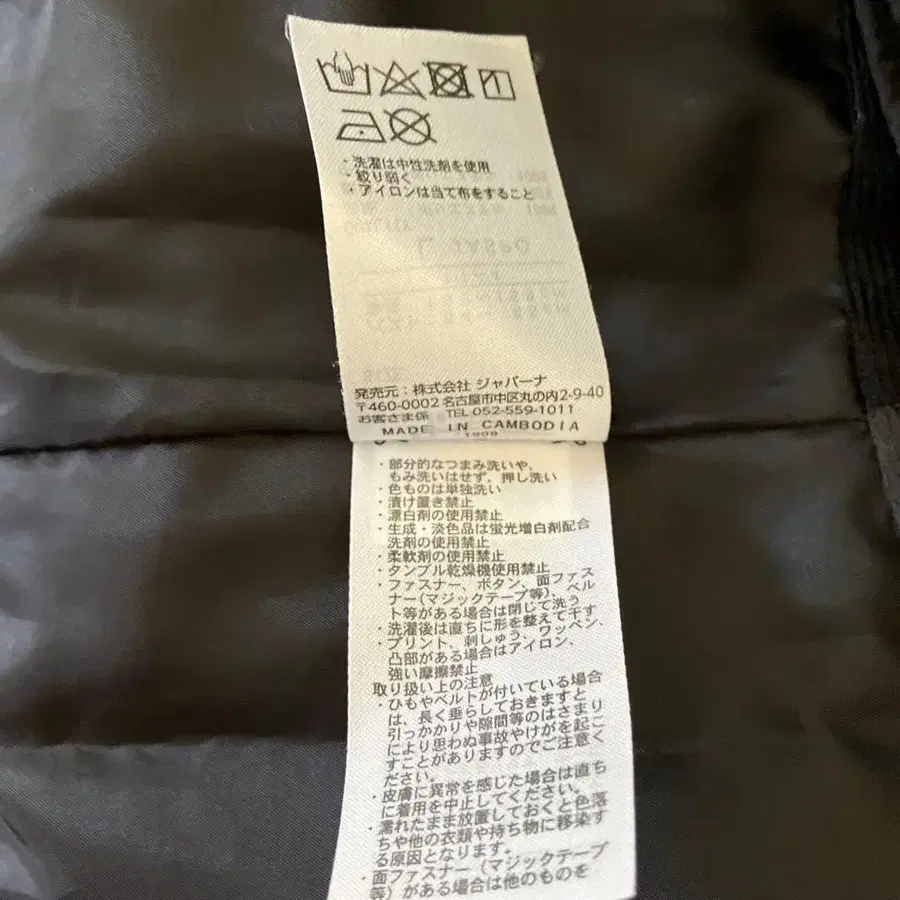 ・洗濯は中性洗剤を使用
・絞り弱く
・アイロンは当て布をすること
発売元：株式会社 ジャバーナ
〒460-0002 名古屋市中区丸の内2-9-40
お客さま係 TEL 052-559-1011
MADE IN CAMBODIA
1909
・部分的なつまみ洗いや、
もみ洗いはせず、押し洗い
・色ものは単独洗い
・漬け置き禁止
・漂白剤の使用禁止
・生成・淡色品は蛍光増白剤配合
洗剤の使用禁止
・柔軟剤の使用禁止
・タンブル乾燥機使用禁止
・ファスナー、ボタン、面ファス
ナー(マジックテープ等)、ベル
ト等がある場合は閉じて洗う
・洗濯後は直ちに形を整えて干す
・プリント、刺しゅう、ワッペン、
凸部がある場合はアイロン、
強い摩擦禁止
取り扱い上の注意
・ひもやベルトが付いている場合
は、長く垂らしておきますと
引っかかりや隙間等のはさまり
により思わぬ事故やけがを起こ
すことがありますのでご注意く
ださい。
・皮膚に異常を感じた場合は直ち
に着用を中止してください。
・濡れたまま放置しておくと色落
ちや他の衣類や持ち物に移染す
る原因となります。
・面ファスナー（マジックテープ
等）がある場合は他のものを